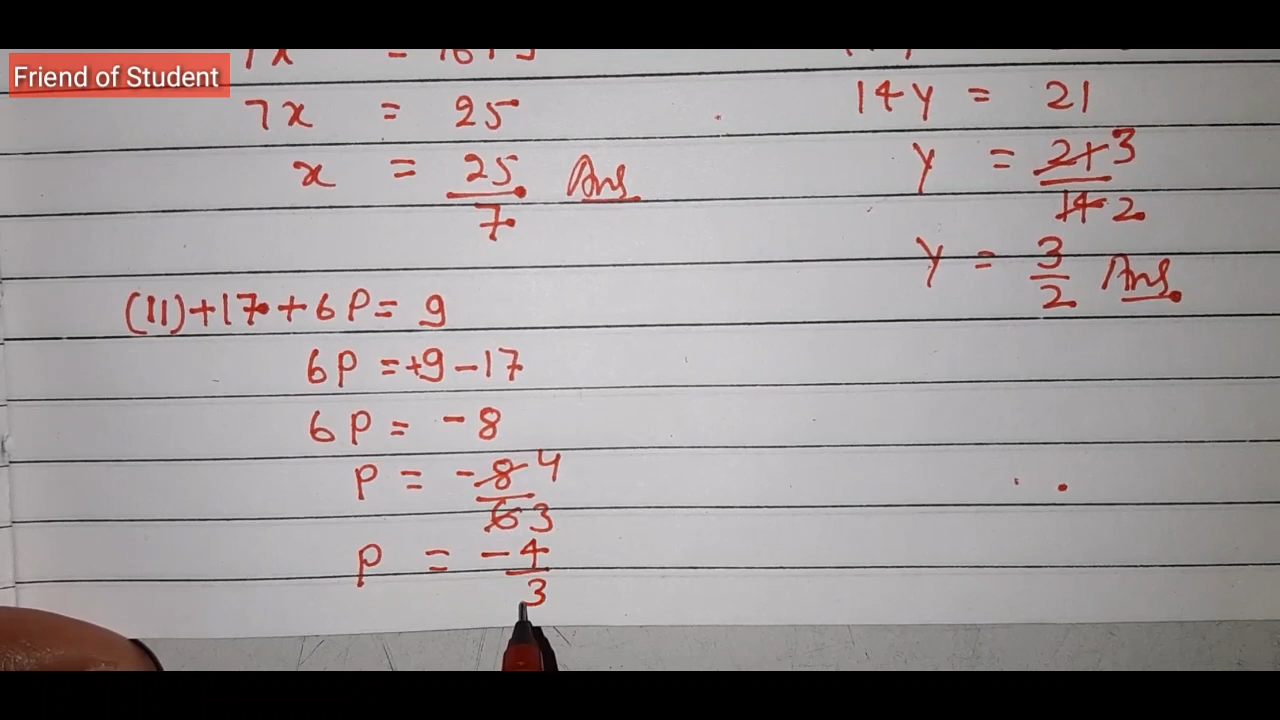 Friend of Student
7x = 25
x = 25/7 Ans
14y = 21
y = 21 3/14 2
y = 3/2 Ans
(11)+17+6P= 9
6P =+9-17
6P = -8
P = -8 4/6 3
P = -4/3